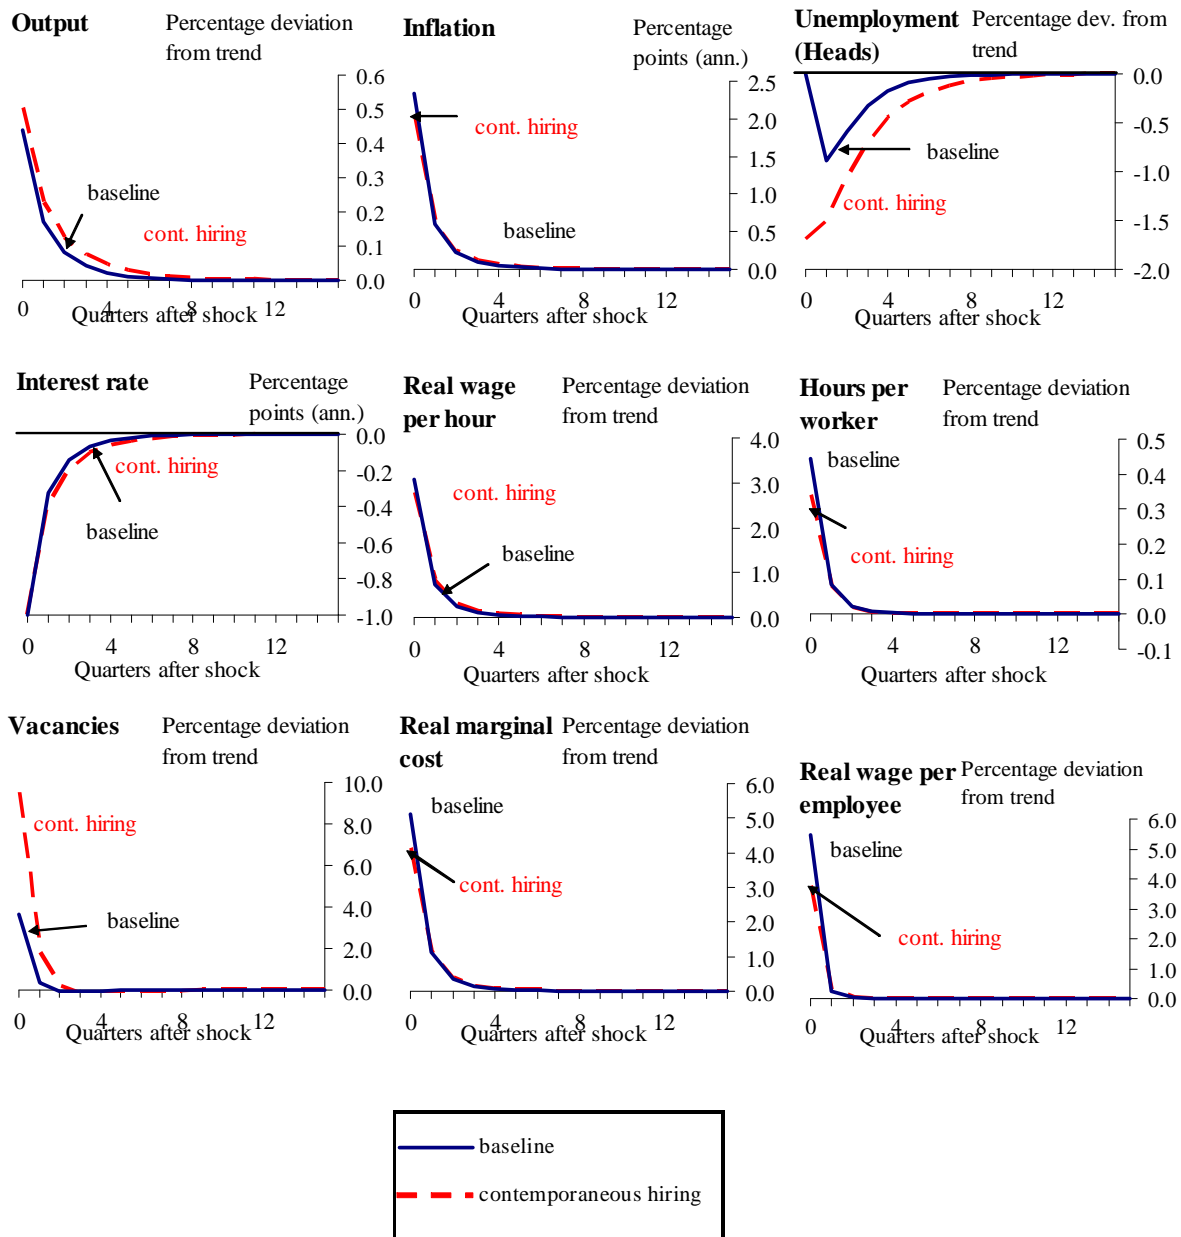 Output
Percentage deviation
from trend
0.6
0.5
0.4
0.3
0.2
0.1
0.0
baseline
cont. hiring
0
4
8
12
Quarters after shock
Inflation
Percentage
points (ann.)
2.5
2.0
1.5
1.0
0.5
0.0
cont. hiring
baseline
0
4
8
12
Quarters after shock
Unemployment
(Heads)
Percentage dev. from
trend
0.0
-0.5
-1.0
-1.5
-2.0
baseline
cont. hiring
0
4
8
12
Quarters after shock
Interest rate
Percentage
points (ann.)
0.0
-0.2
-0.4
-0.6
-0.8
-1.0
cont. hiring
baseline
0
4
8
12
Quarters after shock
Real wage
per hour
Percentage deviation
from trend
4.0
3.0
2.0
1.0
0.0
cont. hiring
baseline
0
4
8
12
Quarters after shock
Hours per
worker
Percentage deviation
from trend
0.5
0.4
0.3
0.2
0.1
0.0
-0.1
baseline
cont. hiring
0
4
8
12
Quarters after shock
Vacancies
Percentage deviation
from trend
10.0
8.0
6.0
4.0
2.0
0.0
cont. hiring
baseline
0
4
8
12
Quarters after shock
Real marginal
cost
Percentage deviation
from trend
6.0
5.0
4.0
3.0
2.0
1.0
0.0
baseline
cont. hiring
0
4
8
12
Quarters after shock
Real wage per
employee
Percentage deviation
from trend
6.0
5.0
4.0
3.0
2.0
1.0
0.0
baseline
cont. hiring
0
4
8
12
Quarters after shock
baseline
contemporaneous hiring